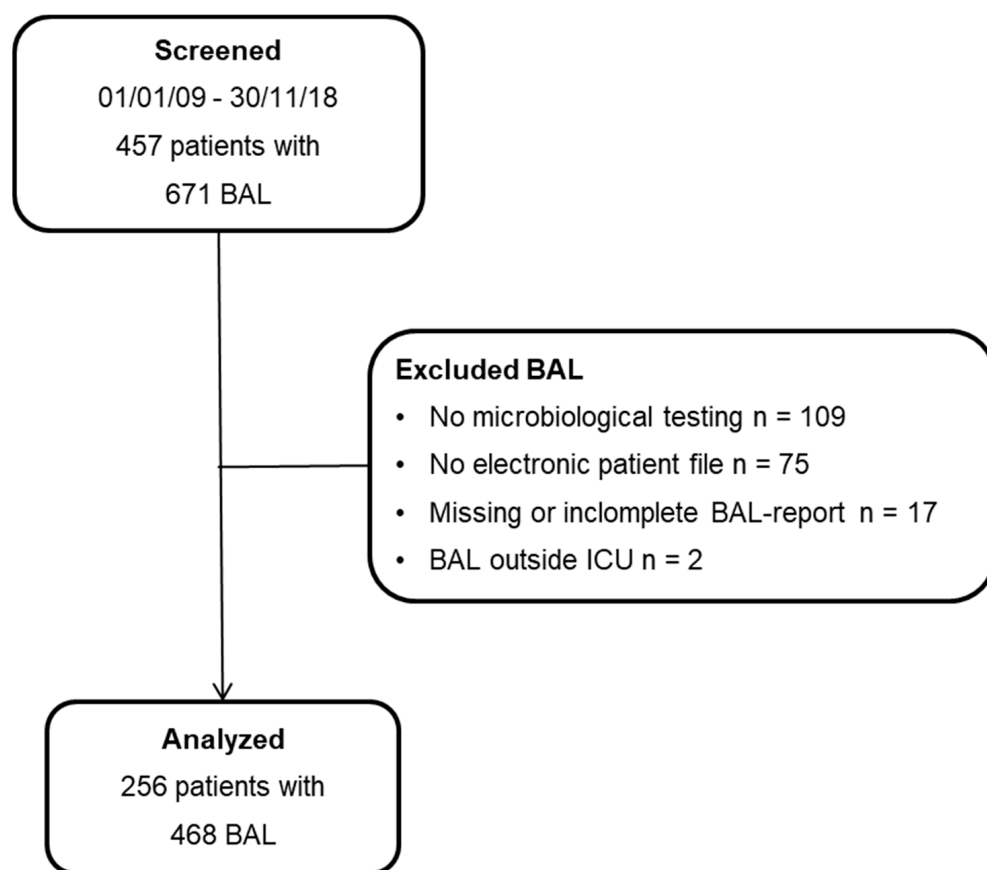 Screened
01/01/09 - 30/11/18
457 patients with
671 BAL
Excluded BAL
• No microbiological testing n = 109
• No electronic patient file n = 75
• Missing or inclomplete BAL-report n = 17
• BAL outside ICU n = 2
Analyzed
256 patients with
468 BAL